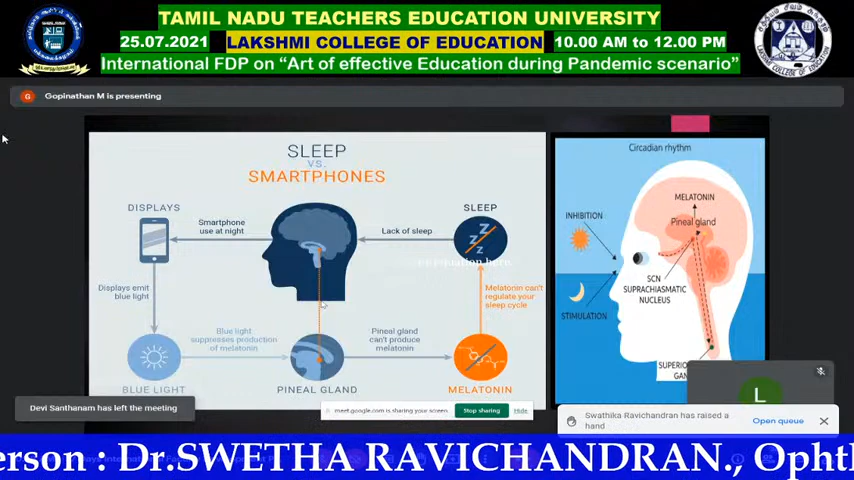 TAMIL NADU TEACHERS EDUCATION UNIVERSITY
25.07.2021 LAKSHMI COLLEGE OF EDUCATION 10.00 AM to 12.00 PM
International FDP on “Art of effective Education during Pandemic scenario”
G Gopinathan M is presenting
SLEEP
VS.
SMARTPHONES
DISPLAYS
Smartphone
use at night
Lack of sleep
SLEEP
Z Z Z
Displays emit
blue light
Melatonin can't
regulate your
sleep cycle
Blue light
suppresses production
of melatonin
Pineal gland
can't produce
melatonin
BLUE LIGHT
PINEAL GLAND
MELATONIN
Circadian rhythm
MELATONIN
Pineal gland
INHIBITION
SCN
SUPRACHIASMATIC
NUCLEUS
STIMULATION
L
Devi Santhanam has left the meeting
meet.google.com is sharing your screen.
Stop sharing
Hide
Swathika Ravichandran has raised a
hand
Open queue
erson : Dr.SWETHA RAVICHANDRAN., Ophth